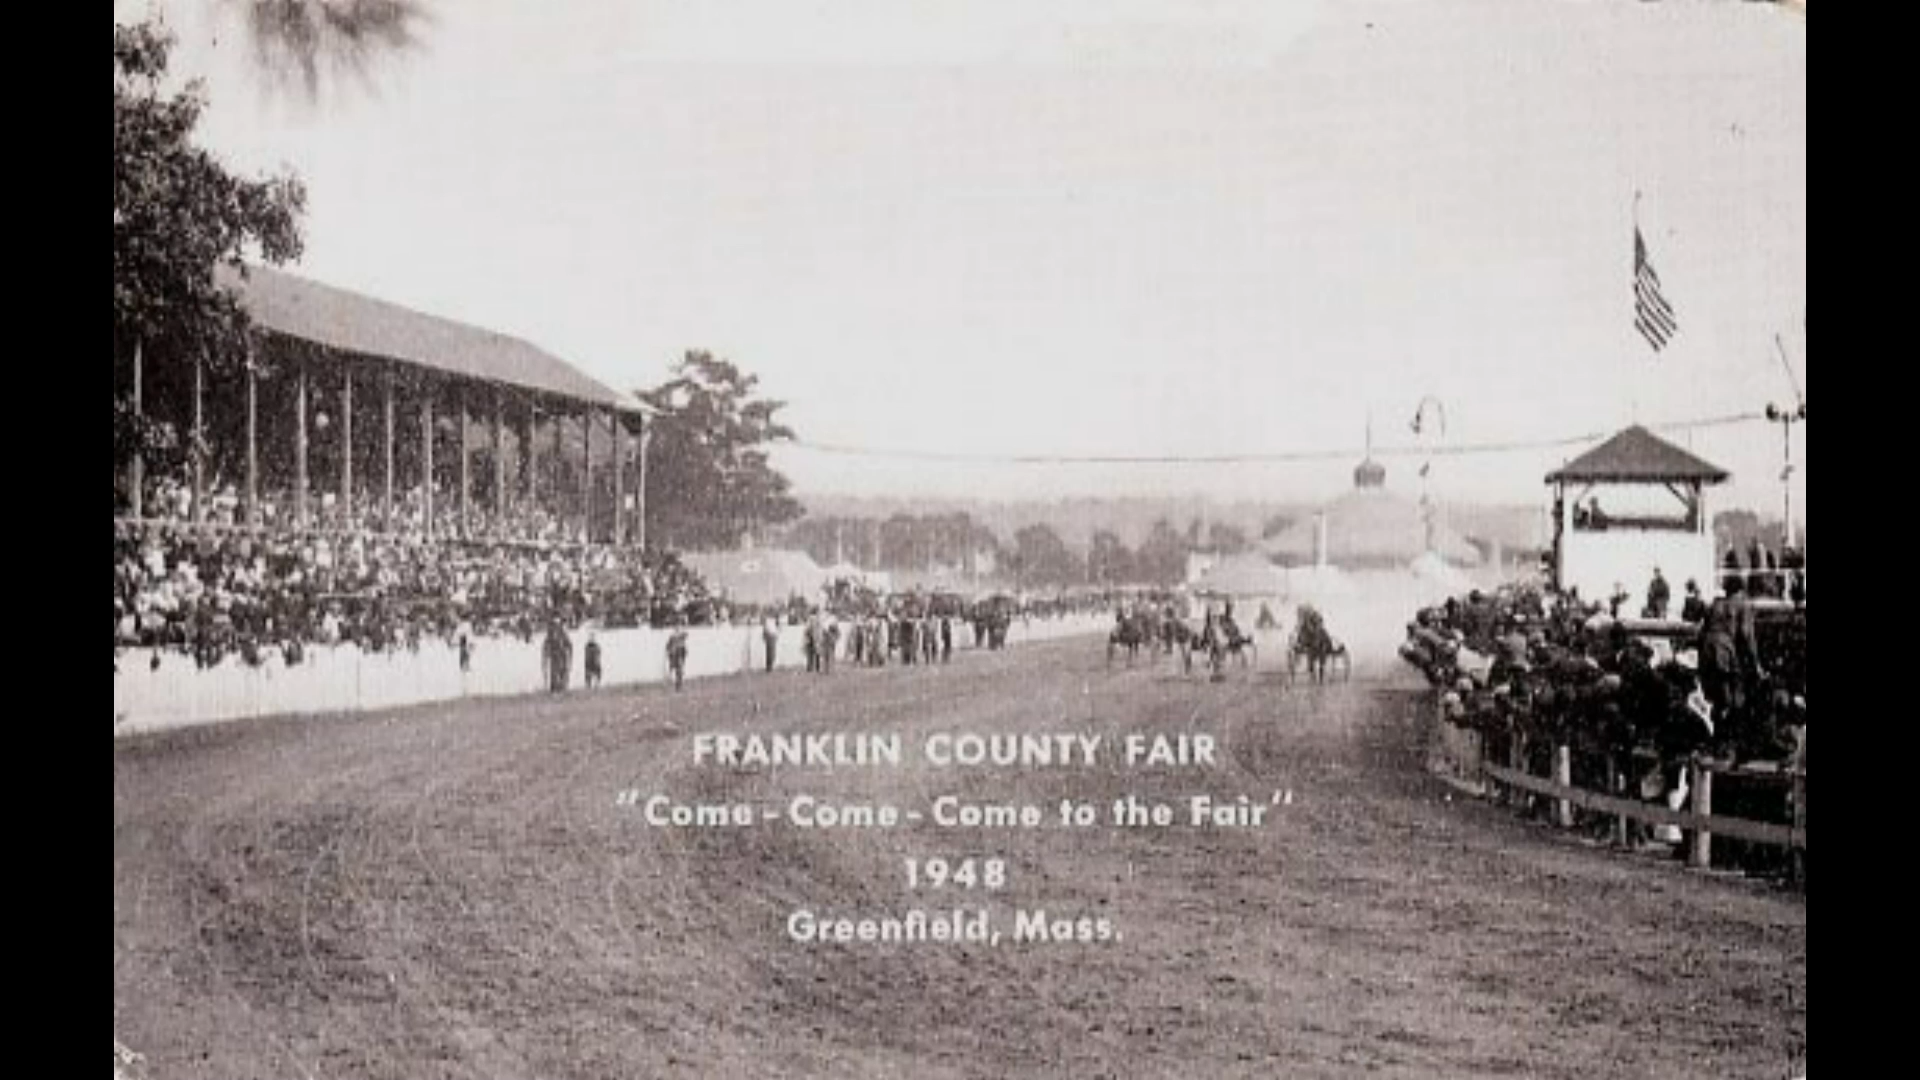 FRANKLIN COUNTY FAIR
"Come - Come - Come to the Fair"
1948
Greenfield, Mass.